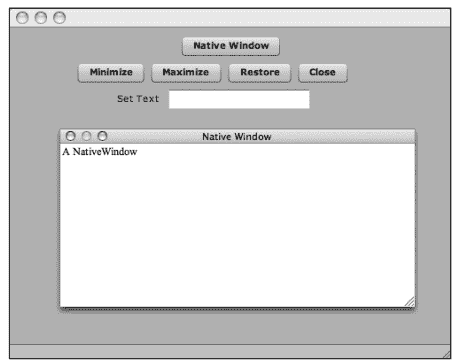 Native Window
Minimize Maximize Restore Close
Set Text
Native Window
A NativeWindow